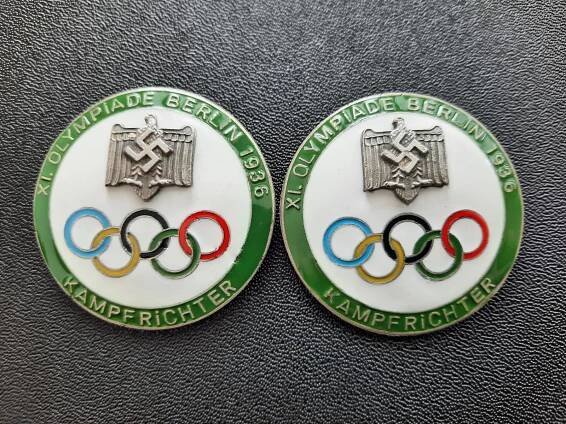 XI. OLYMPIADE BERLIN 1936
KAMPFRiCHTER
XI. OLYMPIADE BERLIN 1936
KAMPFRiCHTER